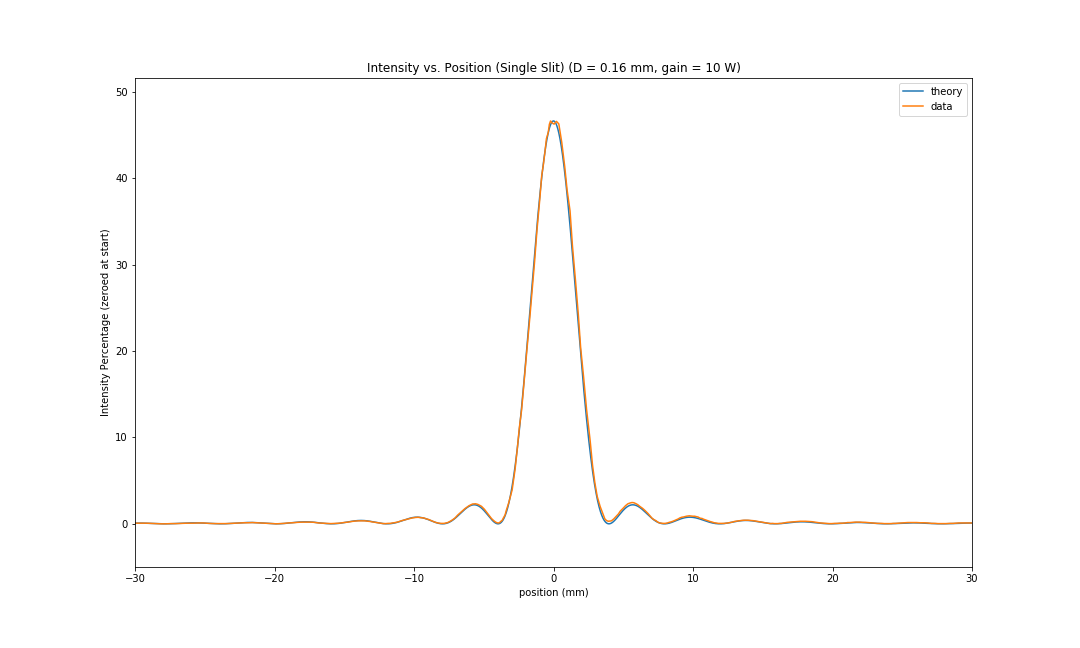 Intensity vs. Position (Single Slit) (D = 0.16 mm, gain = 10 W)
theory
data
Intensity Percentage (zeroed at start)
50
40
30
20
10
0
−30
−20
−10
0
10
20
30
position (mm)